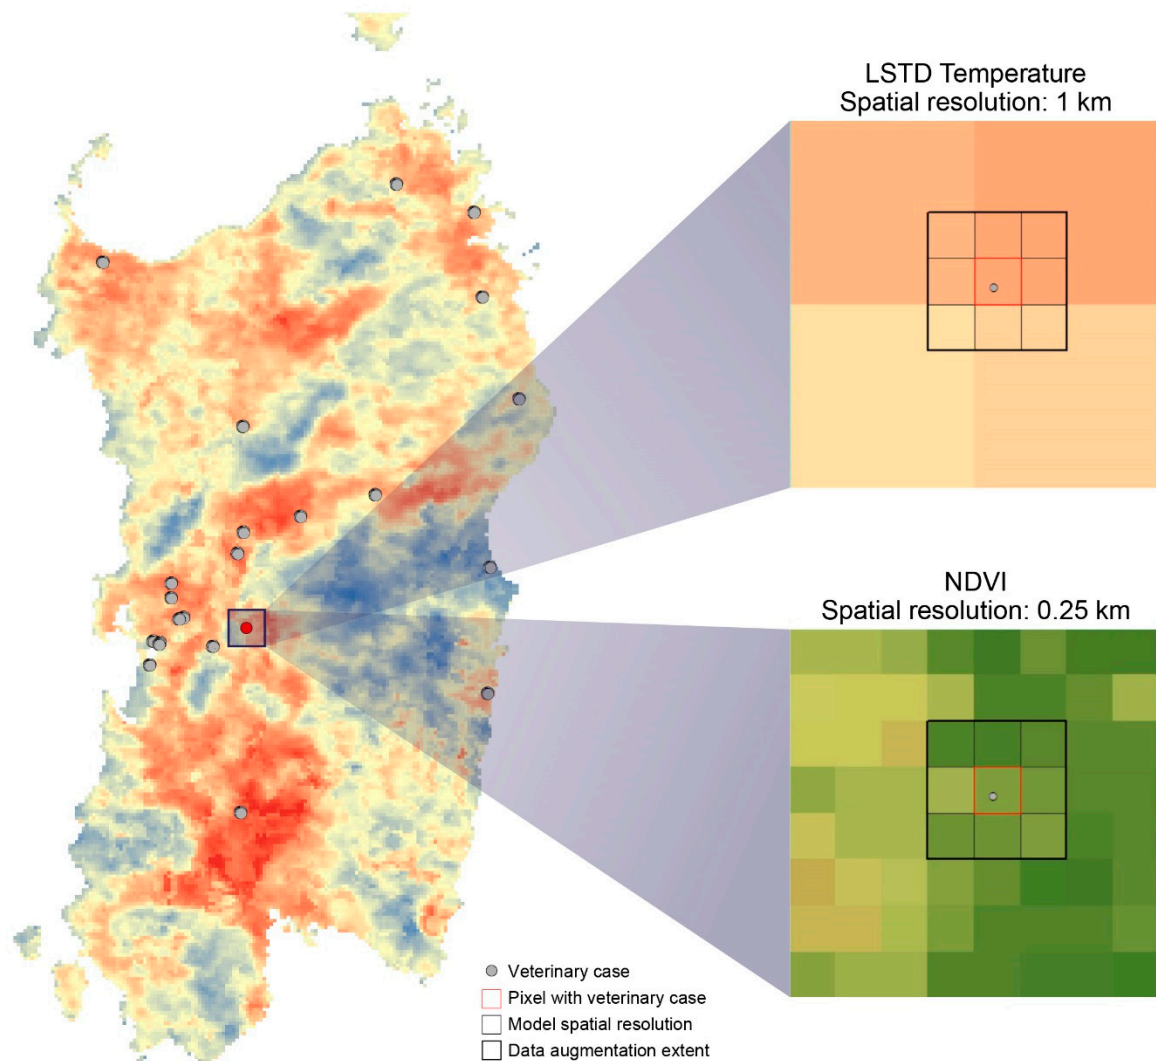 LSTD Temperature
Spatial resolution: 1 km
NDVI
Spatial resolution: 0.25 km
Veterinary case
Pixel with veterinary case
Model spatial resolution
Data augmentation extent